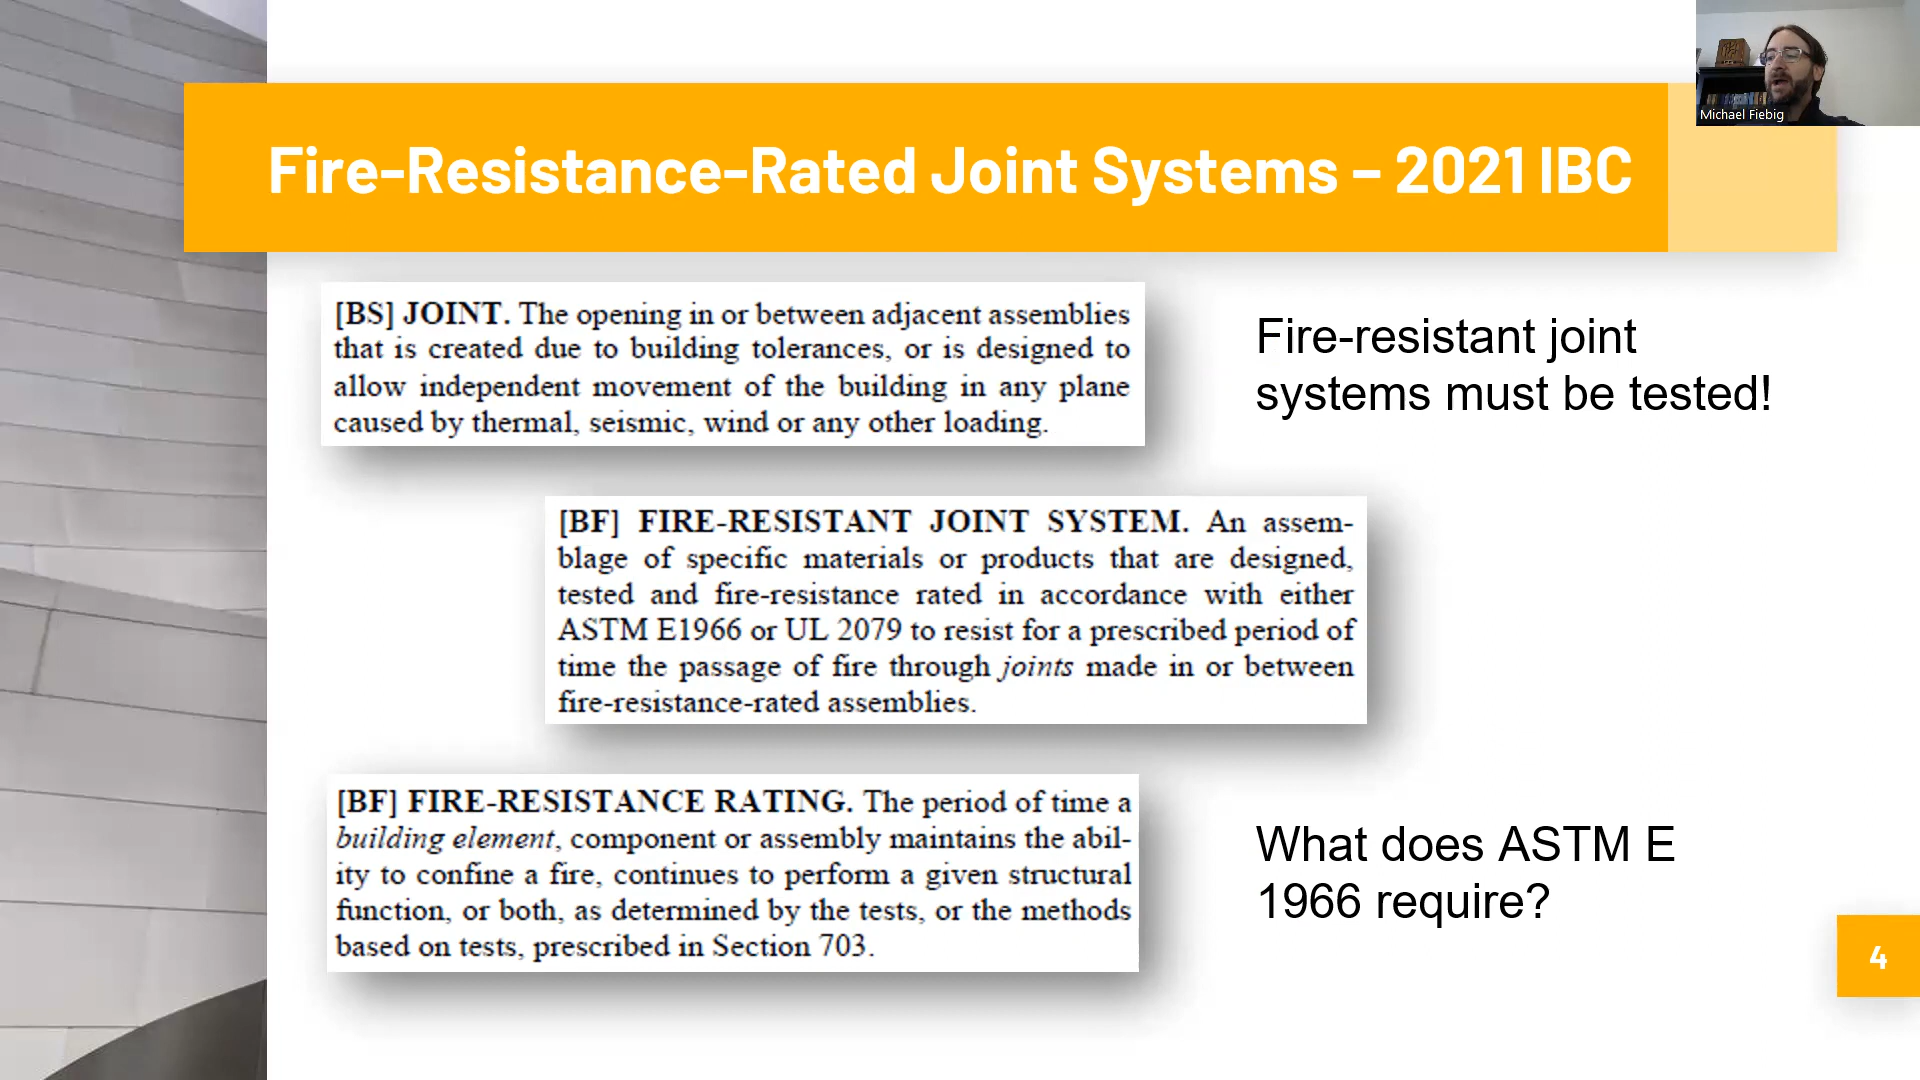 Michael Fiebig
Fire-Resistance-Rated Joint Systems – 2021 IBC
[BS] JOINT. The opening in or between adjacent assemblies
that is created due to building tolerances, or is designed to
allow independent movement of the building in any plane
caused by thermal, seismic, wind or any other loading.
Fire-resistant joint
systems must be tested!
[BF] FIRE-RESISTANT JOINT SYSTEM. An assem-
blage of specific materials or products that are designed,
tested and fire-resistance rated in accordance with either
ASTM E1966 or UL 2079 to resist for a prescribed period of
time the passage of fire through joints made in or between
fire-resistance-rated assemblies.
[BF] FIRE-RESISTANCE RATING. The period of time a
building element, component or assembly maintains the abil-
ity to confine a fire, continues to perform a given structural
function, or both, as determined by the tests, or the methods
based on tests, prescribed in Section 703.
What does ASTM E
1966 require?
4